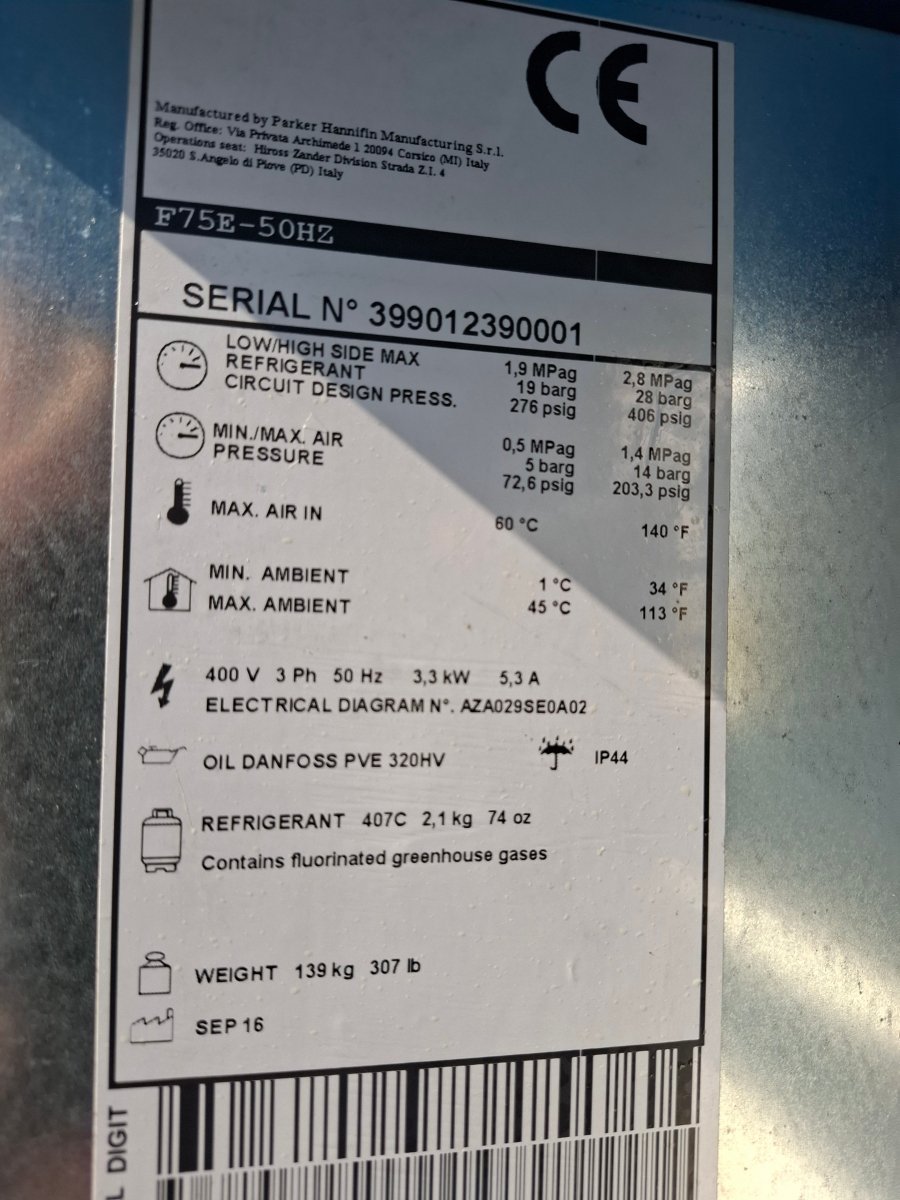 CE
Manufactured by Parker Hannifin Manufacturing S.r.l.
Reg. Office: Via Privata Archimede 1 20094 Corsico (MI) Italy
Operations seat: Hiross Zander Division Strada Z.I. 4
35020 S.Angelo di Piove (PD) Italy
F75E-50HZ
SERIAL N° 399012390001
LOW/HIGH SIDE MAX 1,9 MPag 2,8 MPag
REFRIGERANT 19 barg 28 barg
CIRCUIT DESIGN PRESS. 276 psig 406 psig
MIN./MAX. AIR 0,5 MPag 1,4 MPag
PRESSURE 5 barg 14 barg
72,6 psig 203,3 psig
MAX. AIR IN 60 °C 140 °F
MIN. AMBIENT 1 °C 34 °F
MAX. AMBIENT 45 °C 113 °F
400 V 3 Ph 50 Hz 3,3 kW 5,3 A
ELECTRICAL DIAGRAM N°. AZA029SE0A02
OIL DANFOSS PVE 320HV IP44
REFRIGERANT 407C 2,1 kg 74 oz
Contains fluorinated greenhouse gases
WEIGHT 139 kg 307 lb
SEP 16
L DIGIT